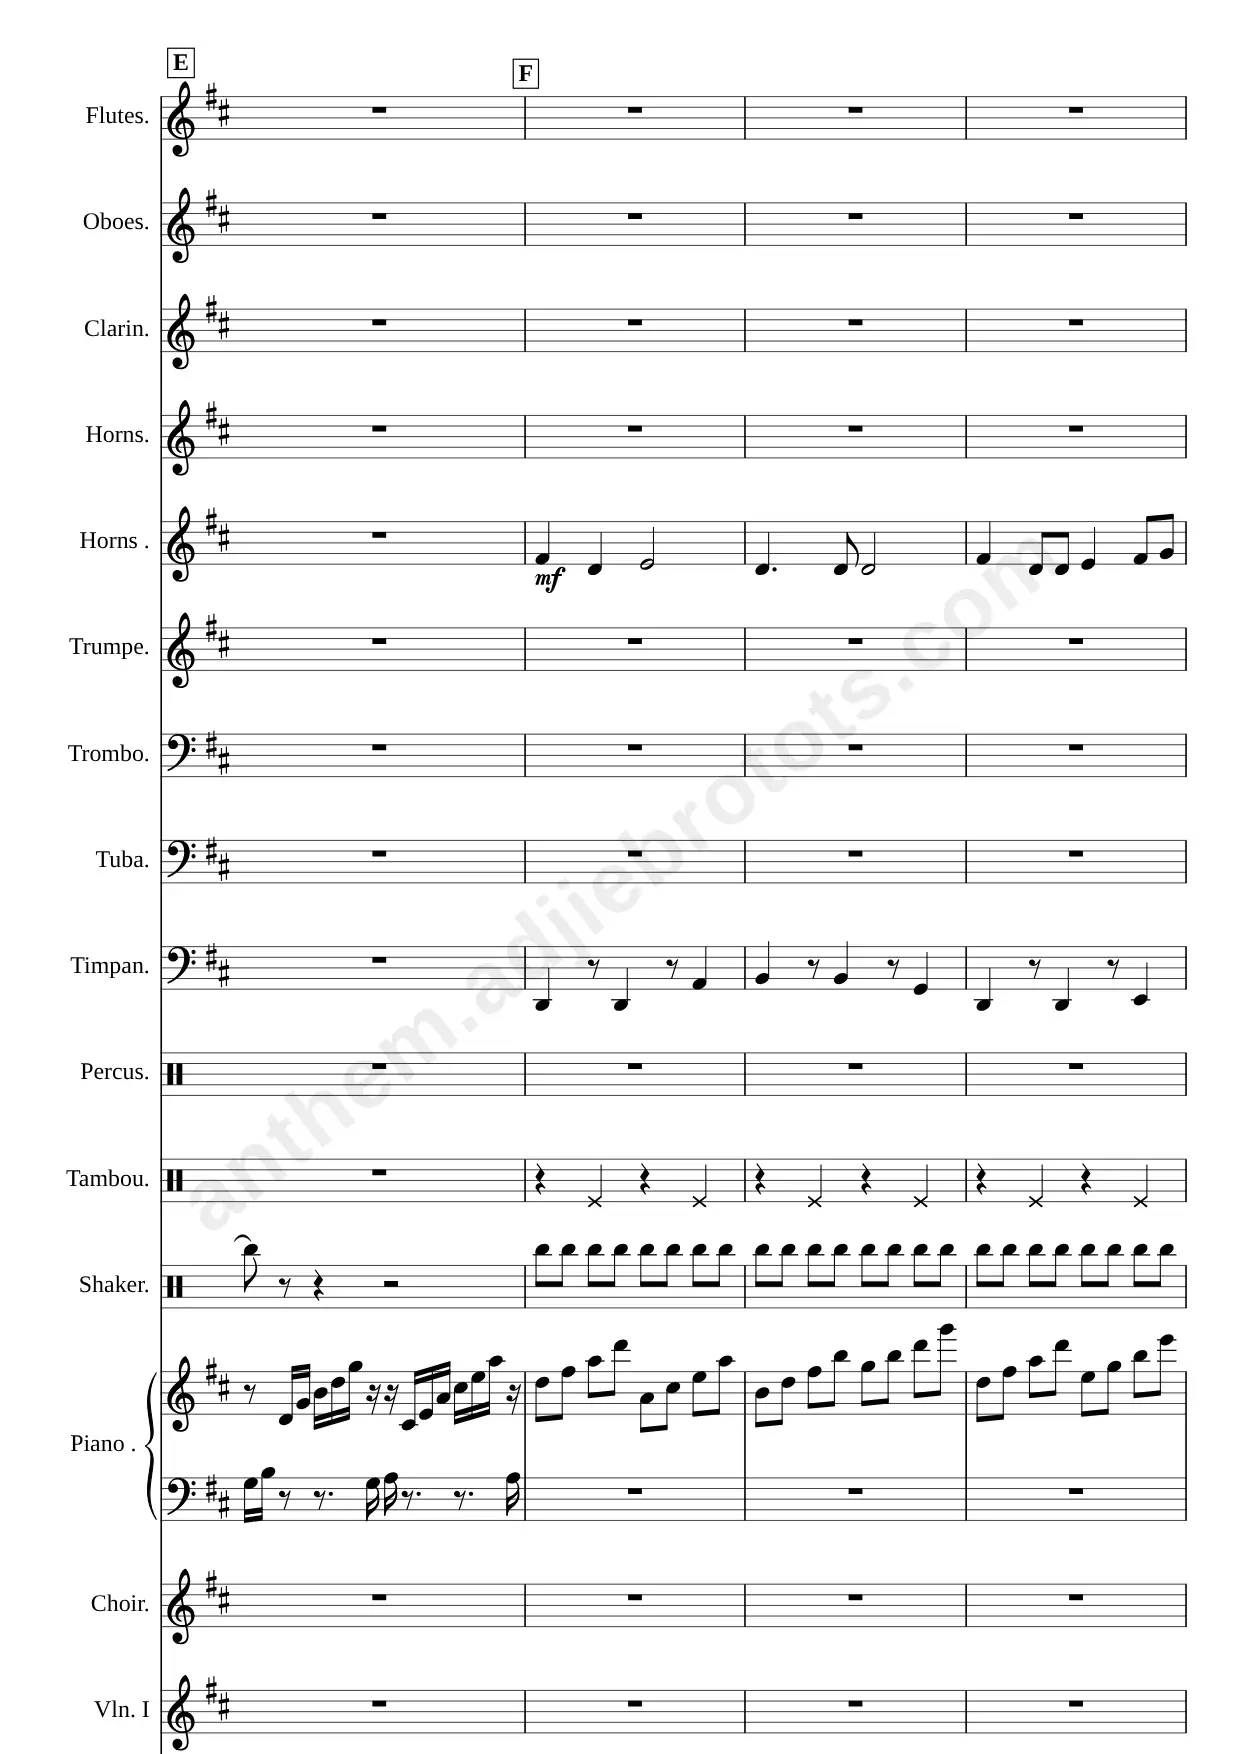 E
F
Flutes.
Oboes.
Clarin.
Horns.
Horns .
mf
Trumpe.
Trombo.
Tuba.
Timpan.
Percus.
Tambou.
Shaker.
Piano .
Choir.
Vln. I
anthem.adjiebrotots.com